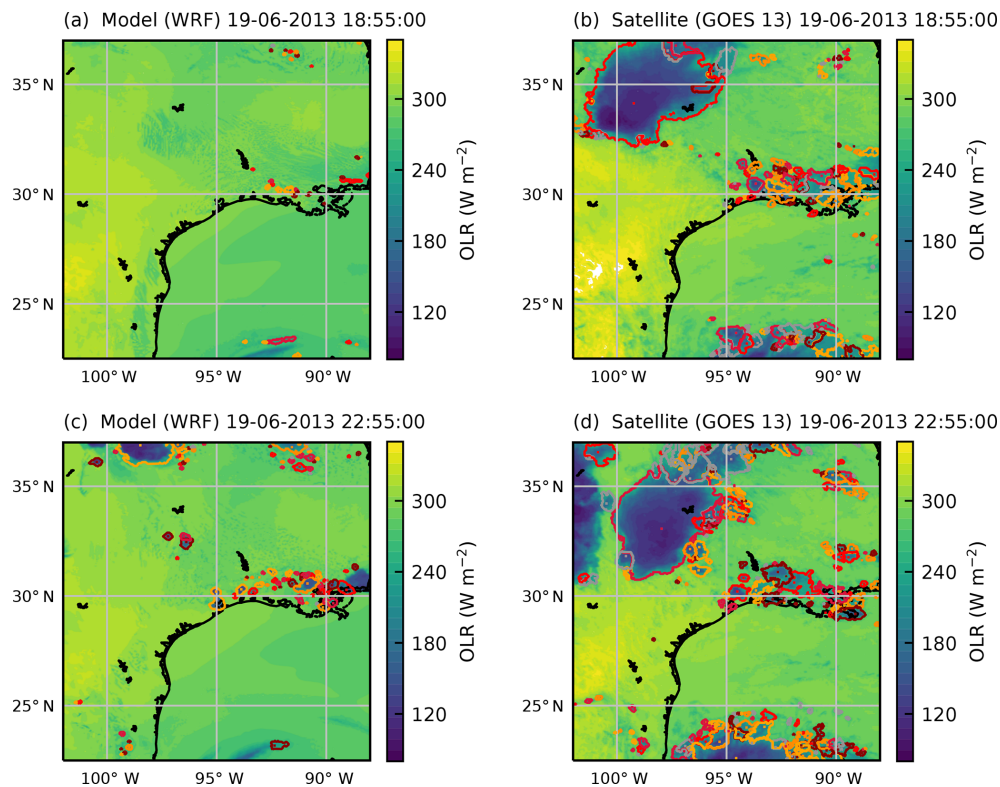 (a) Model (WRF) 19-06-2013 18:55:00
(b) Satellite (GOES 13) 19-06-2013 18:55:00
35° N
30° N
25° N
100° W 95° W 90° W
300
240
180
120
OLR (W m−2)
35° N
30° N
25° N
100° W 95° W 90° W
300
240
180
120
OLR (W m−2)
(c) Model (WRF) 19-06-2013 22:55:00
(d) Satellite (GOES 13) 19-06-2013 22:55:00
35° N
30° N
25° N
100° W 95° W 90° W
300
240
180
120
OLR (W m−2)
35° N
30° N
25° N
100° W 95° W 90° W
300
240
180
120
OLR (W m−2)